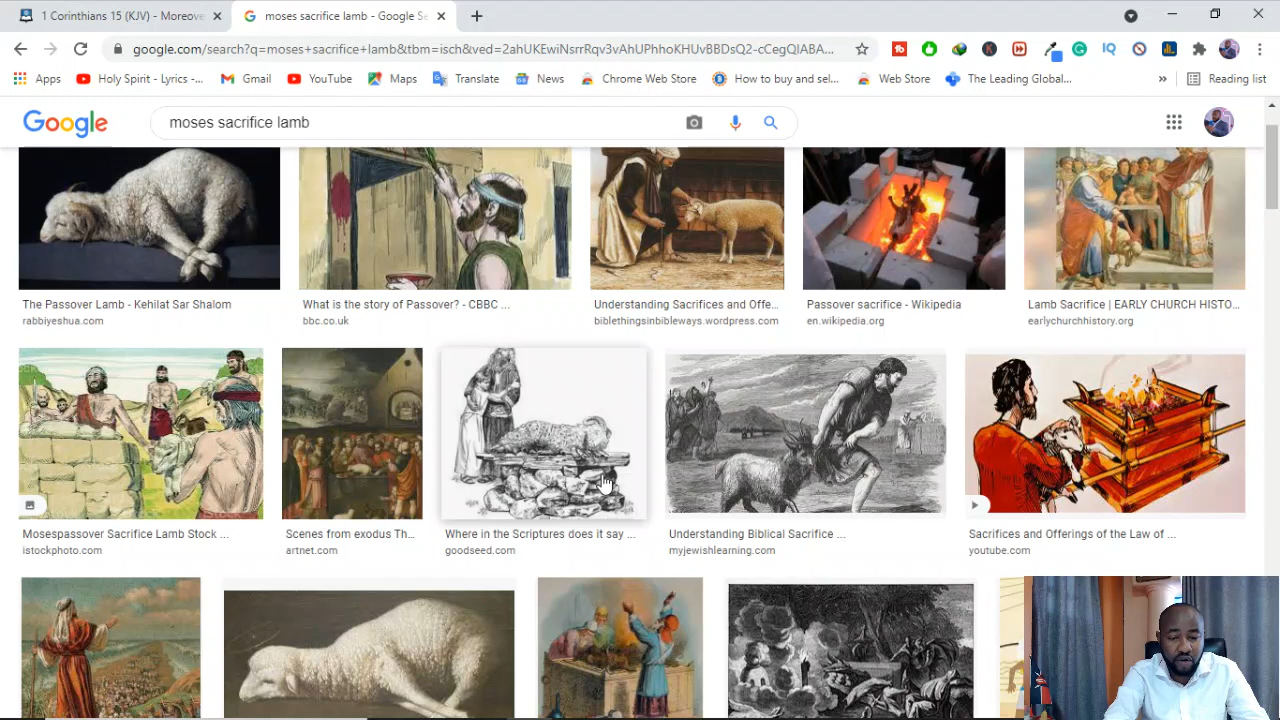 1 Corinthians 15 (KJV) - Moreove
moses sacrifice lamb - Google Se
google.com/search?q=moses+sacrifice+lamb&tbm=isch&ved=2ahUKEwiNsrrRqv3vAhUPhhoKHUvBBDsQ2-cCegQIABA...
Apps
Holy Spirit - Lyrics -...
Gmail
YouTube
Maps
Translate
News
Chrome Web Store
How to buy and sel...
Web Store
The Leading Global...
»
Reading list
Google
moses sacrifice lamb
The Passover Lamb - Kehilat Sar Shalom
rabbiyeshua.com
What is the story of Passover? - CBBC ...
bbc.co.uk
Understanding Sacrifices and Offe...
biblethingsinbibleways.wordpress.com
Passover sacrifice - Wikipedia
en.wikipedia.org
Lamb Sacrifice | EARLY CHURCH HISTO...
earlychurchhistory.org
Mosespassover Sacrifice Lamb Stock ...
istockphoto.com
Scenes from exodus Th...
artnet.com
Where in the Scriptures does it say ...
goodseed.com
Understanding Biblical Sacrifice ...
myjewishlearning.com
Sacrifices and Offerings of the Law of ...
youtube.com